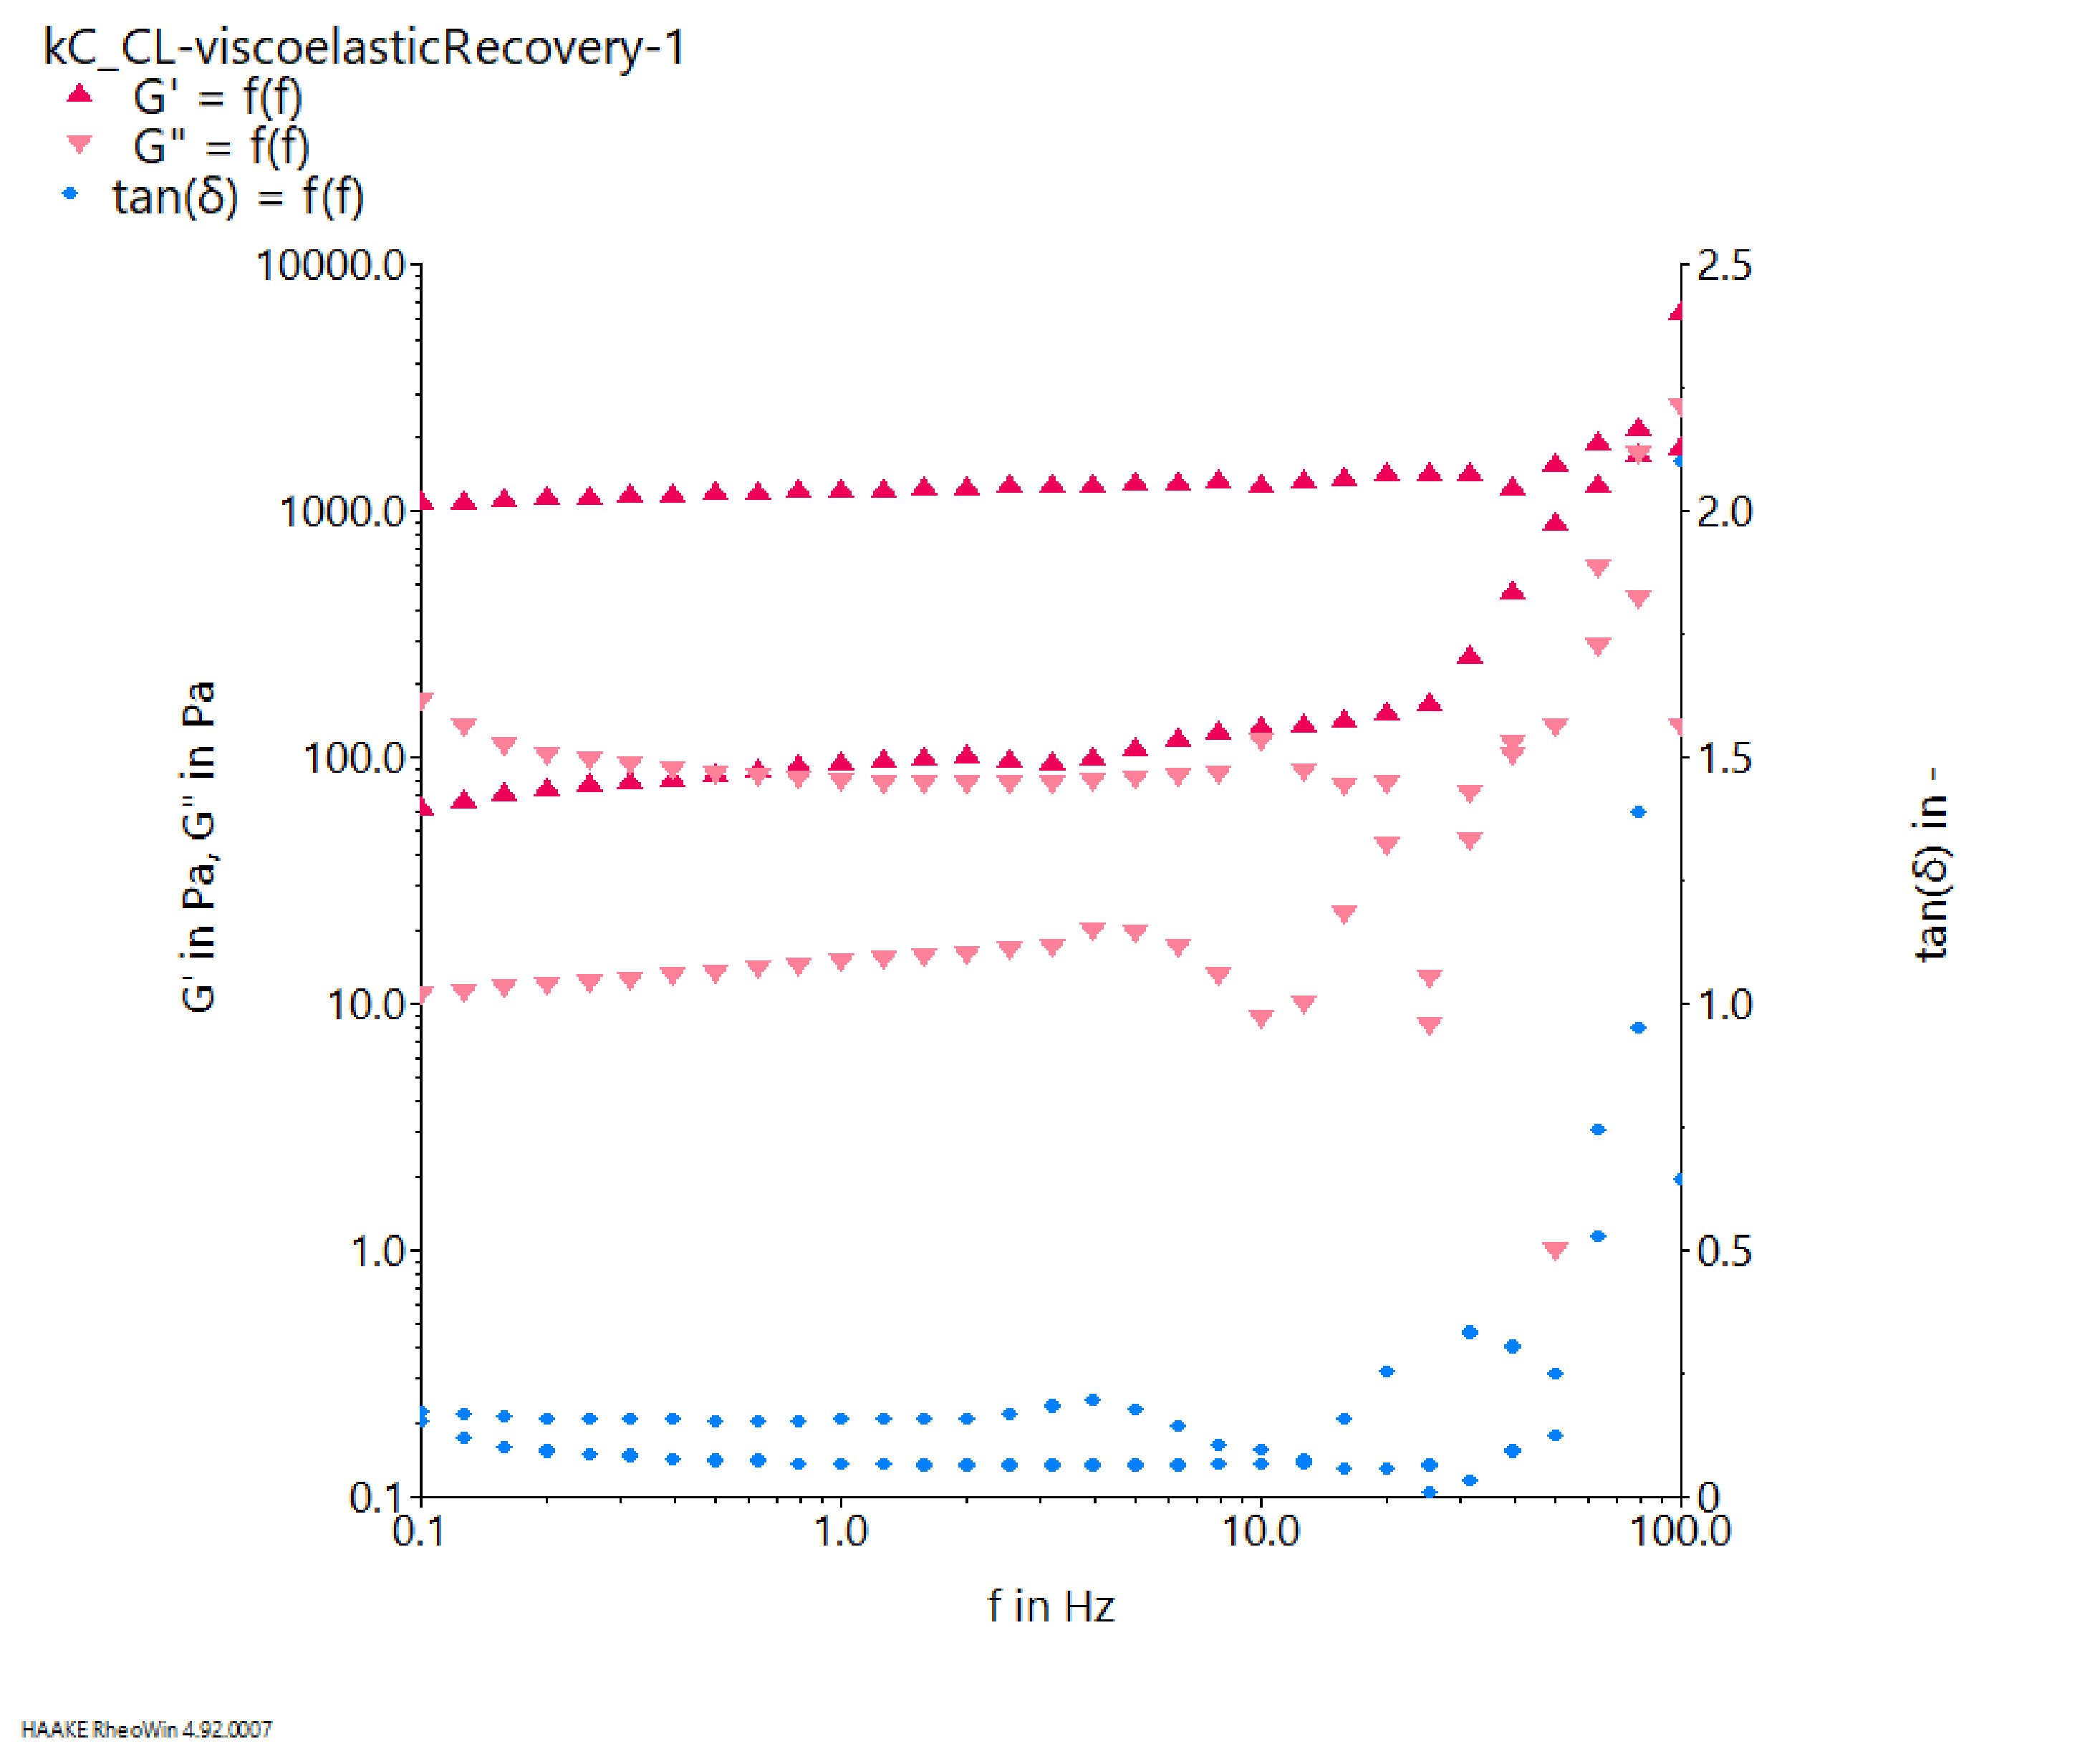 kC_CL-viscoelasticRecovery-1
G' = f(f)
G" = f(f)
tan(δ) = f(f)
10000.0
1000.0
100.0
10.0
1.0
0.1
G' in Pa, G" in Pa
2.5
2.0
1.5
1.0
0.5
0
tan(δ) in -
0.1
1.0
10.0
100.0
f in Hz
HAAKE RheoWin 4.92.0007